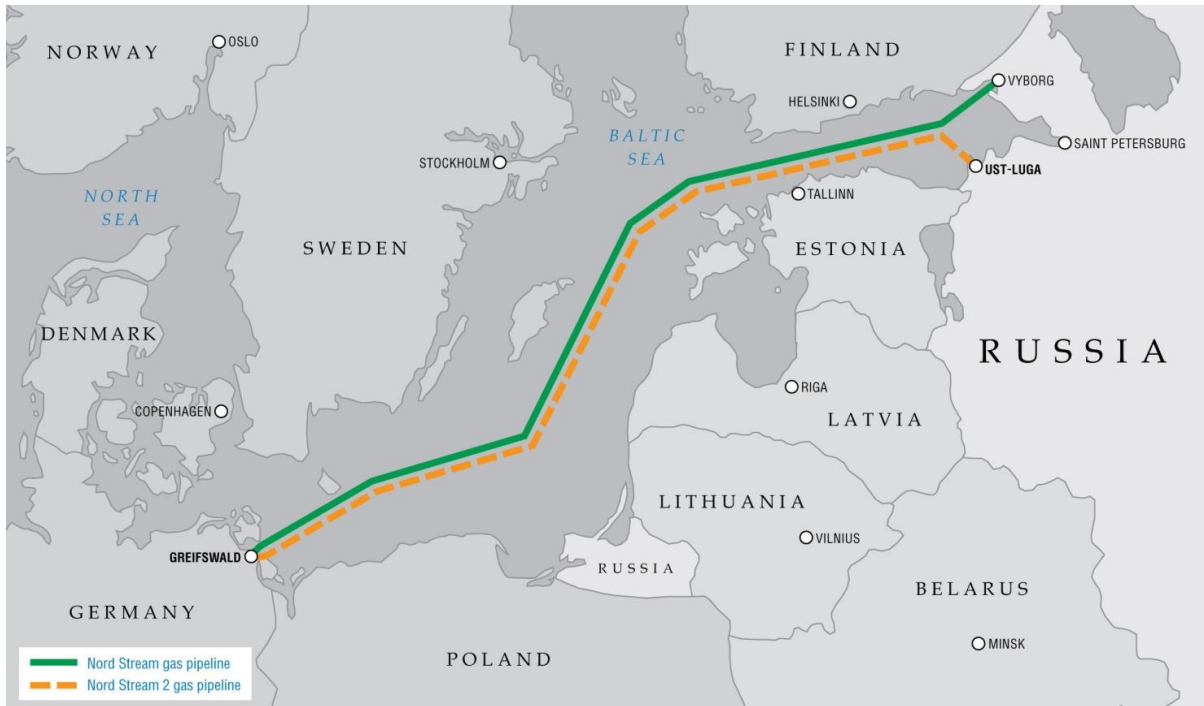 NORWAY
OSLO
FINLAND
VYBORG
HELSINKI
BALTIC
SEA
SAINT PETERSBURG
STOCKHOLM
UST-LUGA
NORTH
SEA
TALLINN
SWEDEN
ESTONIA
DENMARK
RUSSIA
RIGA
COPENHAGEN
LATVIA
LITHUANIA
VILNIUS
GREIFSWALD
RUSSIA
BELARUS
GERMANY
MINSK
POLAND
Nord Stream gas pipeline
Nord Stream 2 gas pipeline